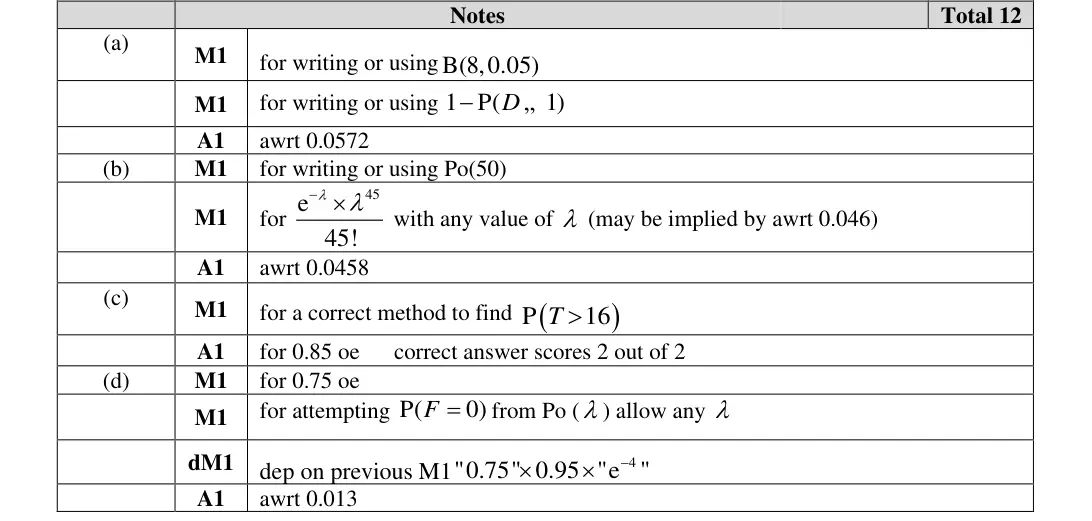 Notes Total 12
(a) M1 for writing or using B(8,0.05)
M1 for writing or using 1−P(D ,, 1)
A1 awrt 0.0572
(b) M1 for writing or using Po(50)
M1 for e^−λ × λ^45 / 45! with any value of λ (may be implied by awrt 0.046)
A1 awrt 0.0458
(c) M1 for a correct method to find P(T >16)
A1 for 0.85 oe correct answer scores 2 out of 2
(d) M1 for 0.75 oe
M1 for attempting P(F = 0) from Po ( λ ) allow any λ
dM1 dep on previous M1"0.75"×0.95×"e^−4 "
A1 awrt 0.013